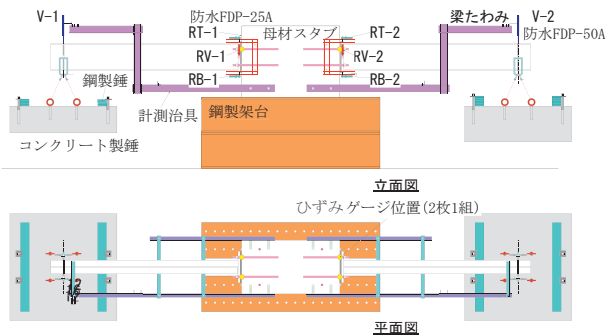 V-1
防水FDP-25A
梁たわみ
V-2
RT-1
母材スタブ
RT-2
防水FDP-50A
RV-1
RV-2
RB-1
RB-2
鋼製錘
計測治具
鋼製架台
コンクリート製錘
立面図
ひずみゲージ位置(2枚1組)
平面図